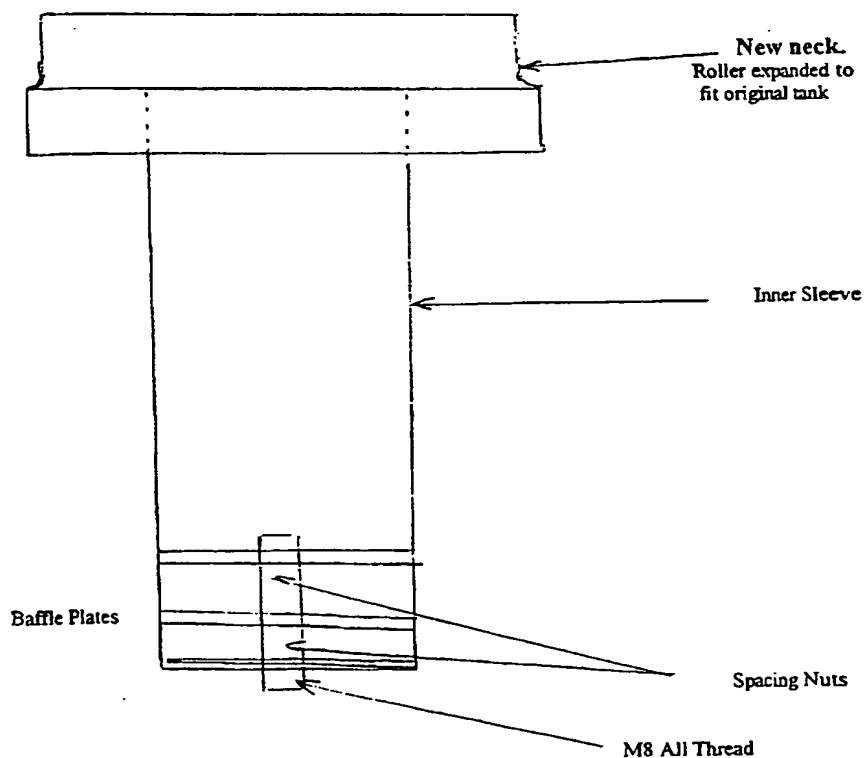 New neck.
Roller expanded to
fit original tank
Inner Sleeve
Baffle Plates
Spacing Nuts
M8 All Thread